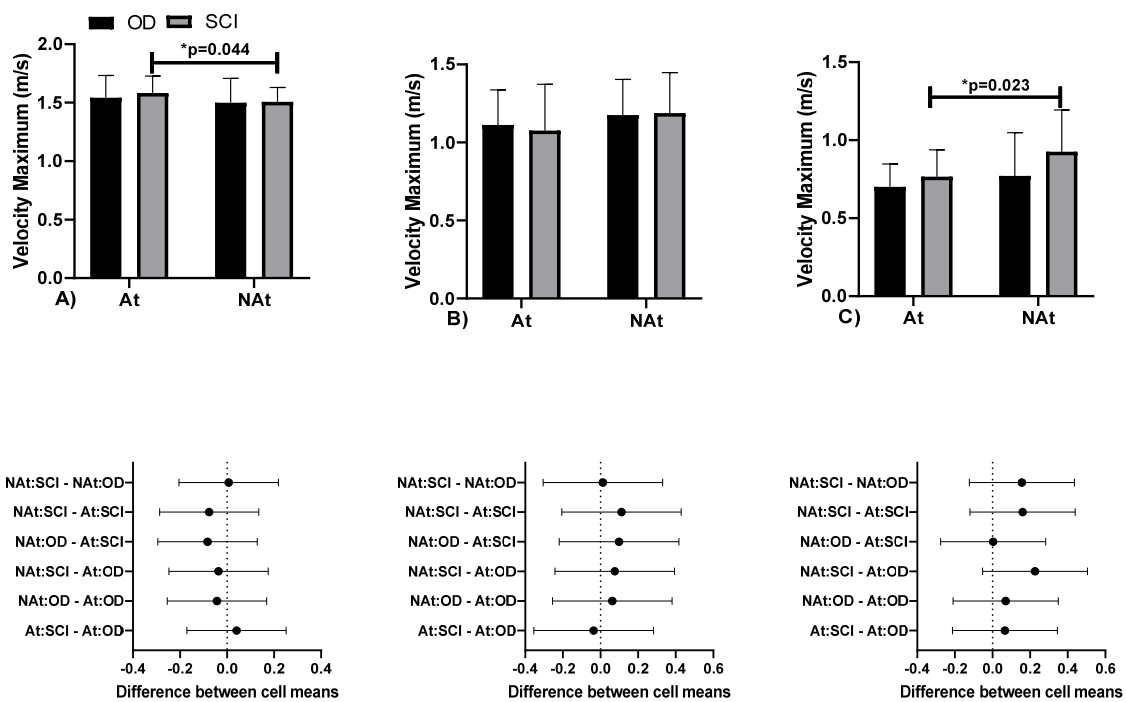 OD SCI
2.0
1.5
1.0
0.5
0.0
Velocity Maximum (m/s)
*p=0.044
A)
At NAt
1.5
1.0
0.5
0.0
Velocity Maximum (m/s)
B)
At NAt
1.5
1.0
0.5
0.0
Velocity Maximum (m/s)
*p=0.023
C)
At NAt
NAt:SCI - NAt:OD
NAt:SCI - At:SCI
NAt:OD - At:SCI
NAt:SCI - At:OD
NAt:OD - At:OD
At:SCI - At:OD
-0.4 -0.2 0.0 0.2 0.4
Difference between cell means
NAt:SCI - NAt:OD
NAt:SCI - At:SCI
NAt:OD - At:SCI
NAt:SCI - At:OD
NAt:OD - At:OD
At:SCI - At:OD
-0.4 -0.2 0.0 0.2 0.4 0.6
Difference between cell means
NAt:SCI - NAt:OD
NAt:SCI - At:SCI
NAt:OD - At:SCI
NAt:SCI - At:OD
NAt:OD - At:OD
At:SCI - At:OD
-0.4 -0.2 0.0 0.2 0.4 0.6
Difference between cell means